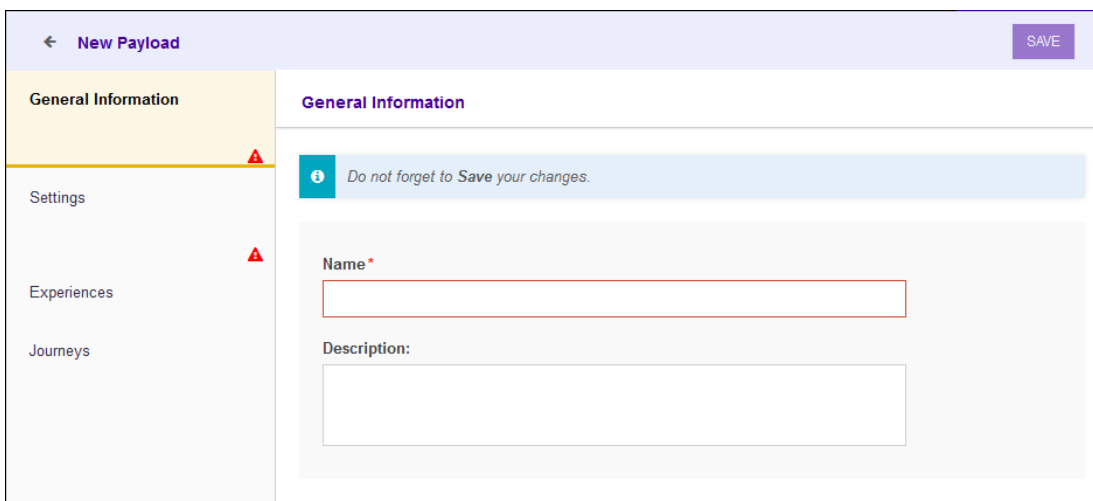 New Payload
SAVE
General Information
Settings
Experiences
Journeys
General Information
Do not forget to Save your changes.
Name*
Description: